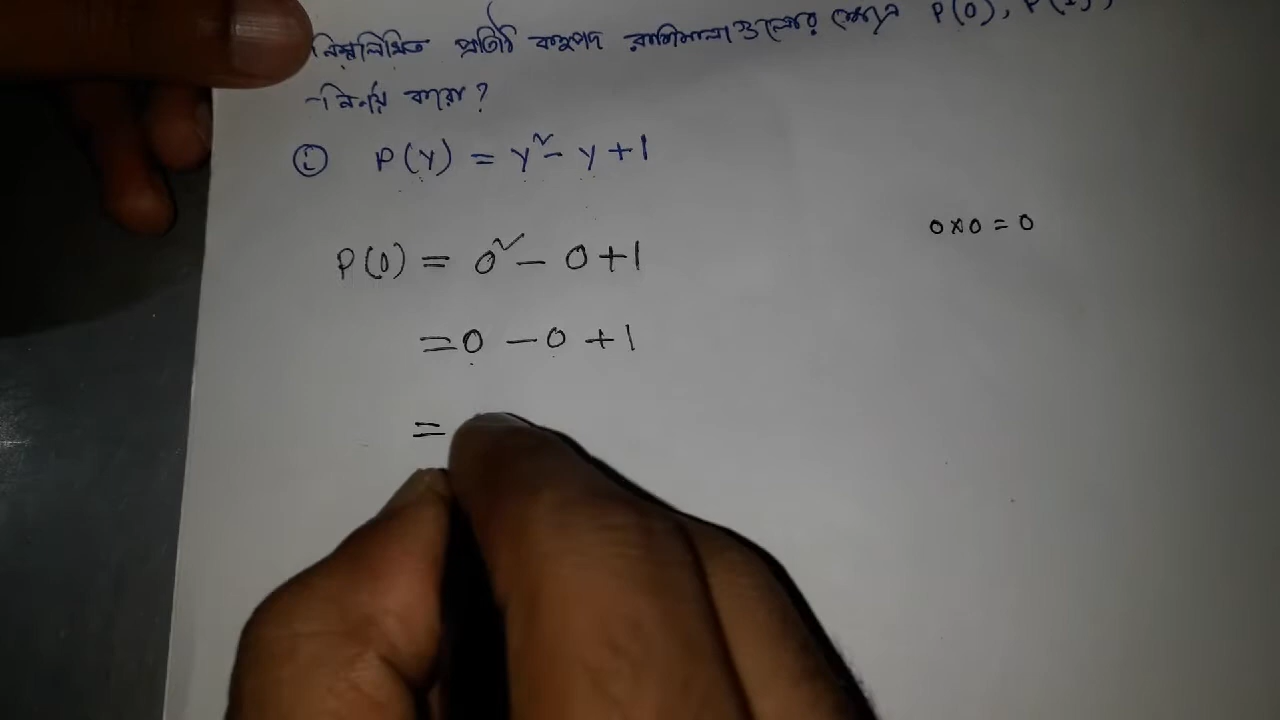 নিম্নলিখিত প্রতিটি বহুপদ রাশিমালাগুলোর ক্ষেত্রে P(0), P(1),
নির্ণয় করো?
ⓘ P(Y) = Y² - Y + 1
0×0 = 0
P(0) = 0² - 0 + 1
= 0 - 0 + 1
=